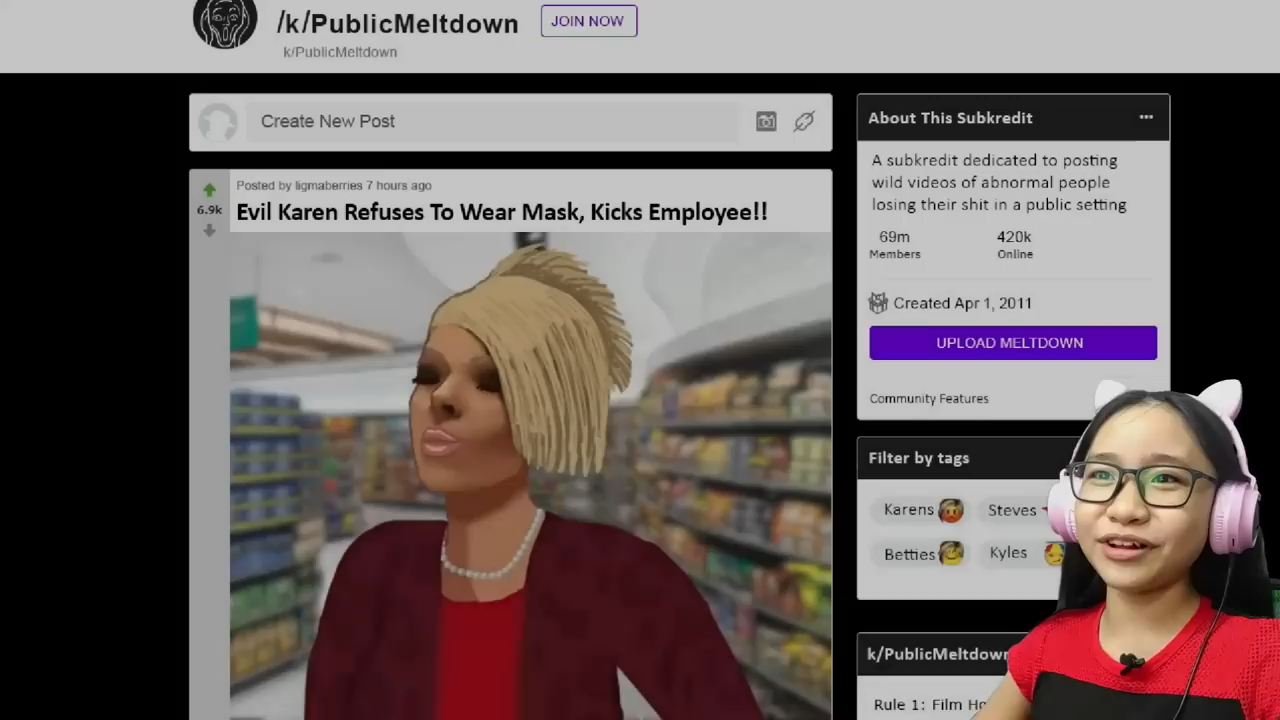 /k/PublicMeltdown
JOIN NOW
k/PublicMeltdown
Create New Post
Posted by ligmaberries 7 hours ago
6.9k
Evil Karen Refuses To Wear Mask, Kicks Employee!!
About This Subkredit
A subkredit dedicated to posting
wild videos of abnormal people
losing their shit in a public setting
69m
420k
Members
Online
Created Apr 1, 2011
UPLOAD MELTDOWN
Community Features
Filter by tags
Karens
Steves
Betties
Kyles
k/PublicMeltdown
Rule 1: Film